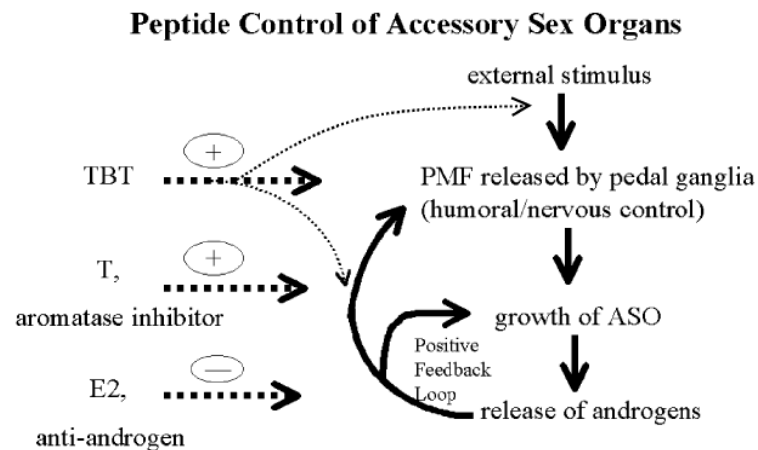 Peptide Control of Accessory Sex Organs
external stimulus
+
TBT
PMF released by pedal ganglia
(humoral/nervous control)
+
T,
aromatase inhibitor
growth of ASO
Positive
Feedback
Loop
—
E2,
release of androgens
anti-androgen